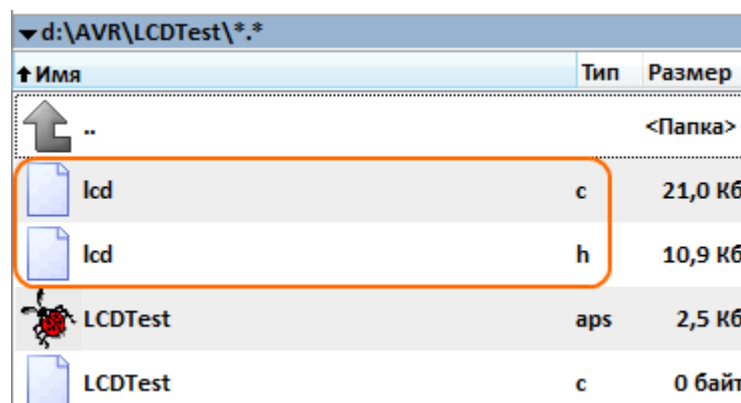 d:\AVR\LCDTest\*.*
Имя Тип Размер
.. <Папка>
lcd c 21,0 Кб
lcd h 10,9 Кб
LCDTest aps 2,5 Кб
LCDTest c 0 байт